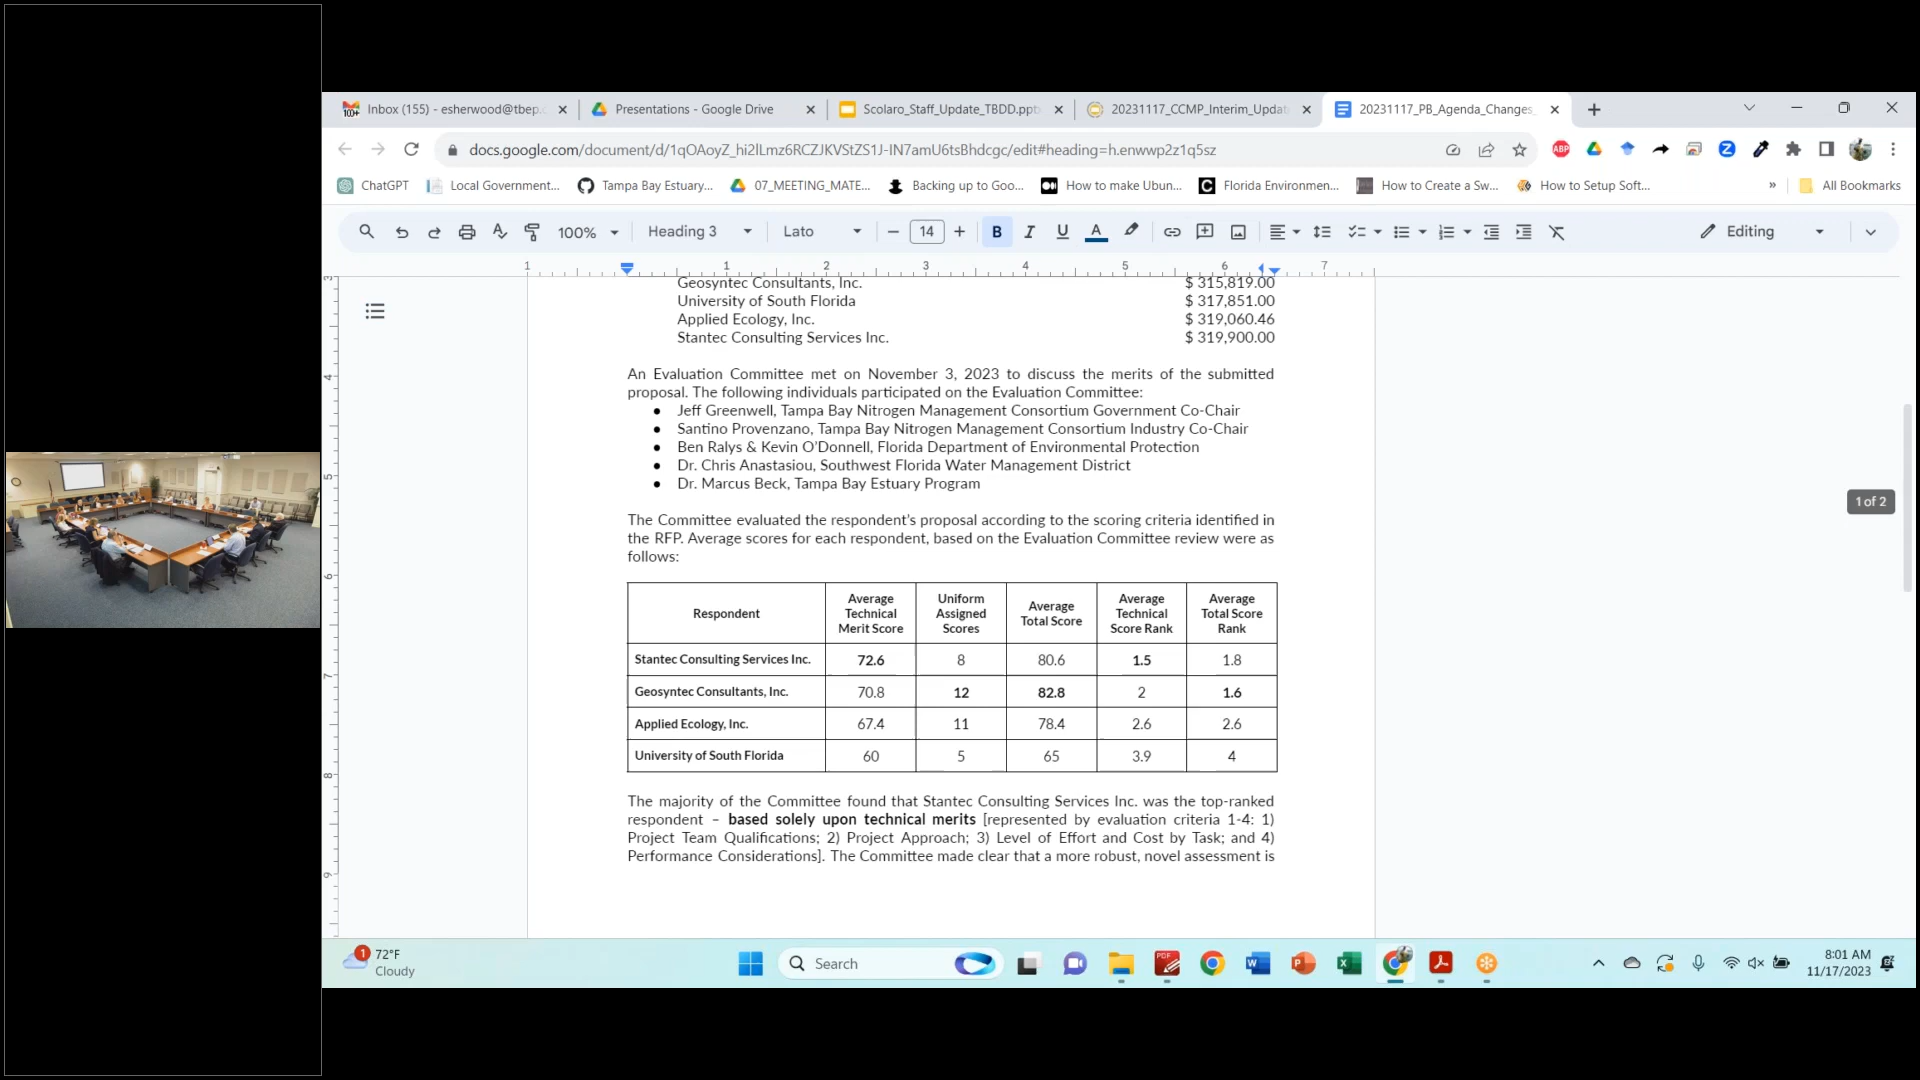 Inbox (155) - esherwood@tbep.
Presentations - Google Drive
Scolaro_Staff_Update_TBDD.ppt
20231117_CCMP_Interim_Updat
20231117_PB_Agenda_Changes_
docs.google.com/document/d/1qOAoyZ_hi2lLmz6RCZJKVStZS1J-IN7amU6tsBhdcgc/edit#heading=h.enwwp2z1q5sz
ChatGPT
Local Government...
Tampa Bay Estuary...
07_MEETING_MATE...
Backing up to Goo...
How to make Ubun...
Florida Environmen...
How to Create a Sw...
How to Setup Soft...
All Bookmarks
100%
Heading 3
Lato
14
Editing
1 1 2 3 4 5 6 7
Geosyntec Consultants, Inc. $ 315,819.00
University of South Florida $ 317,851.00
Applied Ecology, Inc. $ 319,060.46
Stantec Consulting Services Inc. $ 319,900.00
An Evaluation Committee met on November 3, 2023 to discuss the merits of the submitted
proposal. The following individuals participated on the Evaluation Committee:
● Jeff Greenwell, Tampa Bay Nitrogen Management Consortium Government Co-Chair
● Santino Provenzano, Tampa Bay Nitrogen Management Consortium Industry Co-Chair
● Ben Ralys & Kevin O'Donnell, Florida Department of Environmental Protection
● Dr. Chris Anastasiou, Southwest Florida Water Management District
● Dr. Marcus Beck, Tampa Bay Estuary Program
1 of 2
The Committee evaluated the respondent's proposal according to the scoring criteria identified in
the RFP. Average scores for each respondent, based on the Evaluation Committee review were as
follows:
Respondent Average Technical Merit Score Uniform Assigned Scores Average Total Score Average Technical Score Rank Average Total Score Rank
Stantec Consulting Services Inc. 72.6 8 80.6 1.5 1.8
Geosyntec Consultants, Inc. 70.8 12 82.8 2 1.6
Applied Ecology, Inc. 67.4 11 78.4 2.6 2.6
University of South Florida 60 5 65 3.9 4
The majority of the Committee found that Stantec Consulting Services Inc. was the top-ranked
respondent – based solely upon technical merits [represented by evaluation criteria 1-4: 1)
Project Team Qualifications; 2) Project Approach; 3) Level of Effort and Cost by Task; and 4)
Performance Considerations]. The Committee made clear that a more robust, novel assessment is
72°F
Cloudy
Search
8:01 AM
11/17/2023